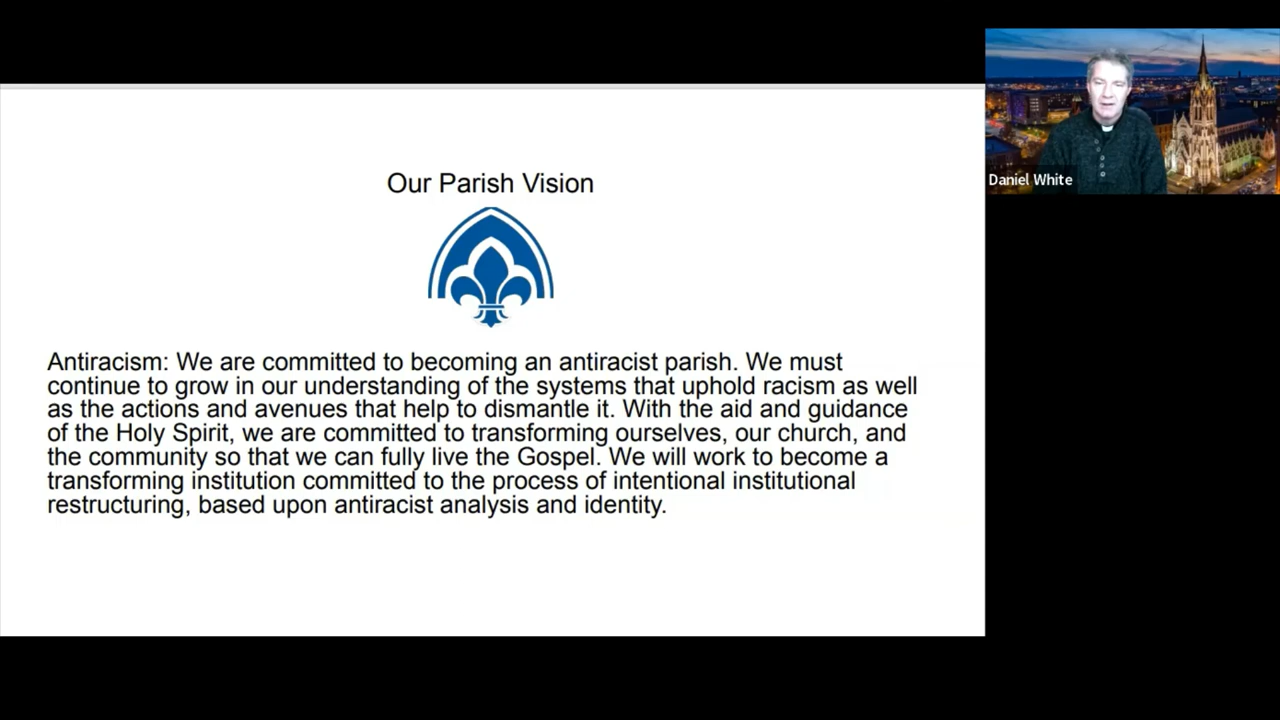 Our Parish Vision
Antiracism: We are committed to becoming an antiracist parish. We must
continue to grow in our understanding of the systems that uphold racism as well
as the actions and avenues that help to dismantle it. With the aid and guidance
of the Holy Spirit, we are committed to transforming ourselves, our church, and
the community so that we can fully live the Gospel. We will work to become a
transforming institution committed to the process of intentional institutional
restructuring, based upon antiracist analysis and identity.
Daniel White